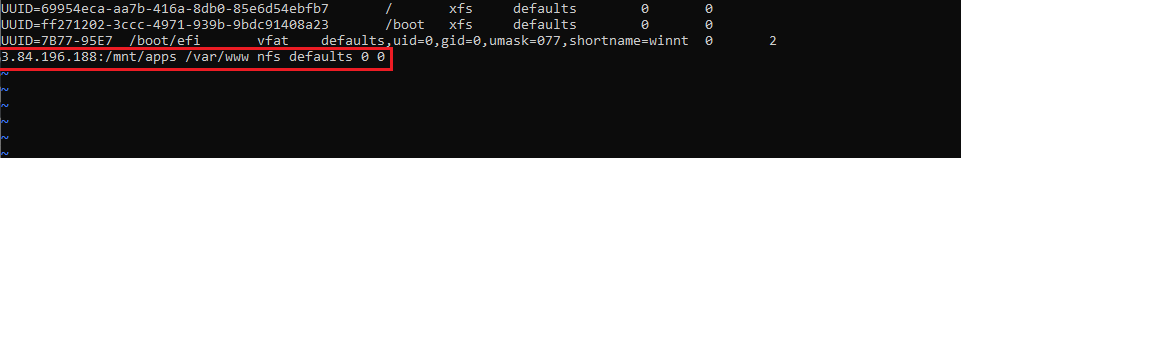 UUID=69954eca-aa7b-416a-8db0-85e6d54ebfb7 / xfs defaults 0 0
UUID=ff271202-3ccc-4971-939b-9bdc91408a23 /boot xfs defaults 0 0
UUID=7B77-95E7 /boot/efi vfat defaults,uid=0,gid=0,umask=077,shortname=winnt 0 2
3.84.196.188:/mnt/apps /var/www nfs defaults 0 0
~
~
~
~
~
~